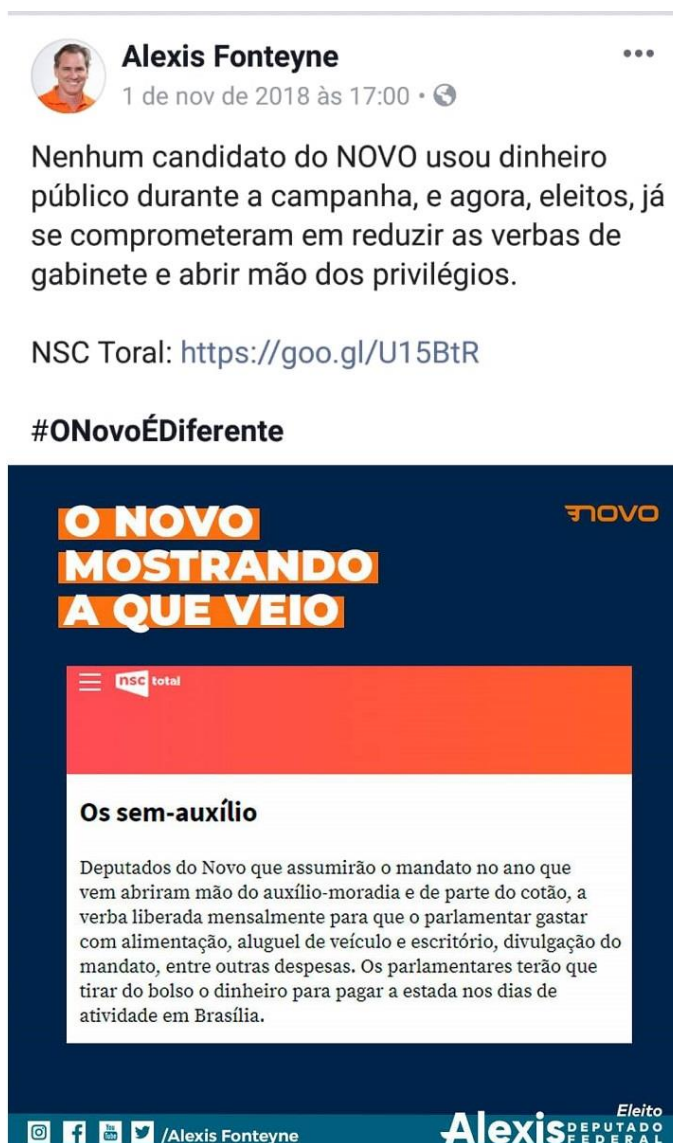 Alexis Fonteyne
1 de nov de 2018 às 17:00 •
Nenhum candidato do NOVO usou dinheiro
público durante a campanha, e agora, eleitos, já
se comprometeram em reduzir as verbas de
gabinete e abrir mão dos privilégios.
NSC Toral: https://goo.gl/U15BtR
#ONovoÉDiferente
O NOVO
MOSTRANDO
A QUE VEIO
NOVO
nsc total
Os sem-auxílio
Deputados do Novo que assumirão o mandato no ano que
vem abriram mão do auxílio-moradia e de parte do cotão, a
verba liberada mensalmente para que o parlamentar gastar
com alimentação, aluguel de veículo e escritório, divulgação do
mandato, entre outras despesas. Os parlamentares terão que
tirar do bolso o dinheiro para pagar a estada nos dias de
atividade em Brasília.
You Tube
/Alexis Fonteyne
Eleito
Alexis DEPUTADO
FEDERAL